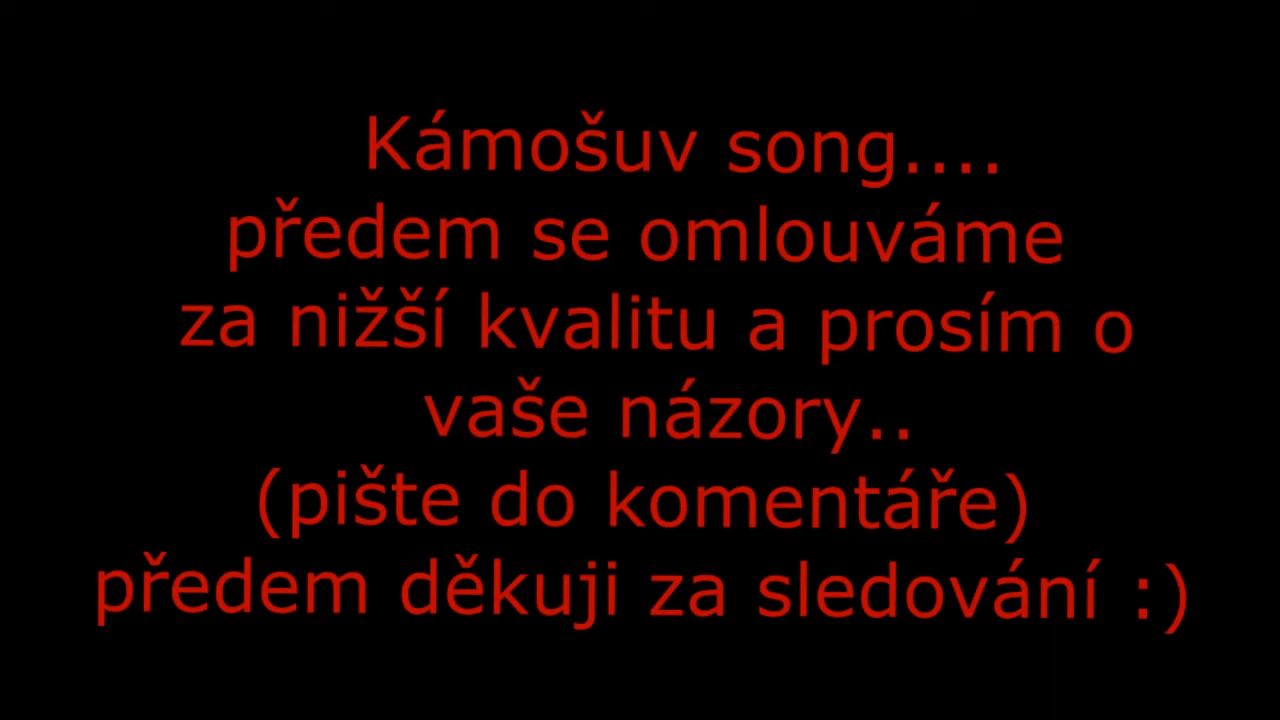 Kámošuv song....
předem se omlouváme
za nižší kvalitu a prosím o
vaše názory..
(pište do komentáře)
předem děkuji za sledování :)